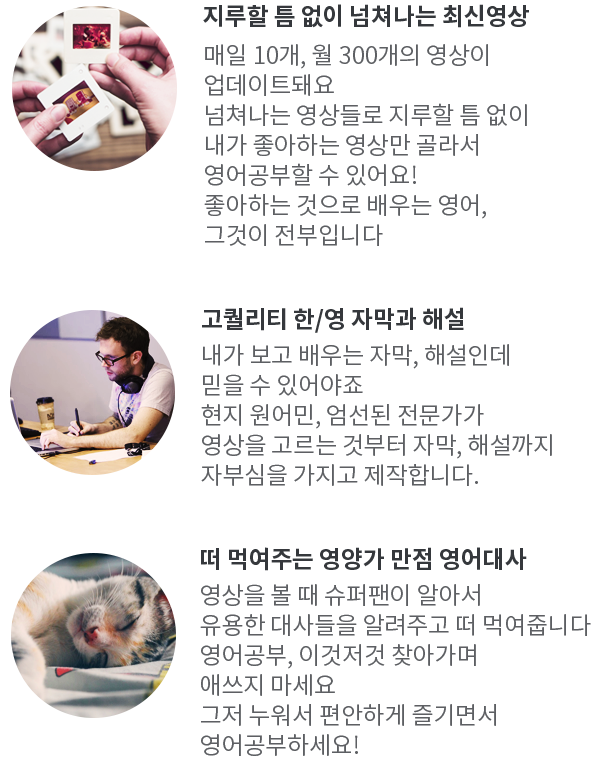 지루할 틈 없이 넘쳐나는 최신영상
매일 10개, 월 300개의 영상이
업데이트돼요
넘쳐나는 영상들로 지루할 틈 없이
내가 좋아하는 영상만 골라서
영어공부할 수 있어요!
좋아하는 것으로 배우는 영어,
그것이 전부입니다
고퀄리티 한/영 자막과 해설
내가 보고 배우는 자막, 해설인데
믿을 수 있어야죠
현지 원어민, 엄선된 전문가가
영상을 고르는 것부터 자막, 해설까지
자부심을 가지고 제작합니다.
떠 먹여주는 영양가 만점 영어대사
영상을 볼 때 슈퍼팬이 알아서
유용한 대사들을 알려주고 떠 먹여줍니다
영어공부, 이것저것 찾아가며
애쓰지 마세요
그저 누워서 편안하게 즐기면서
영어공부하세요!